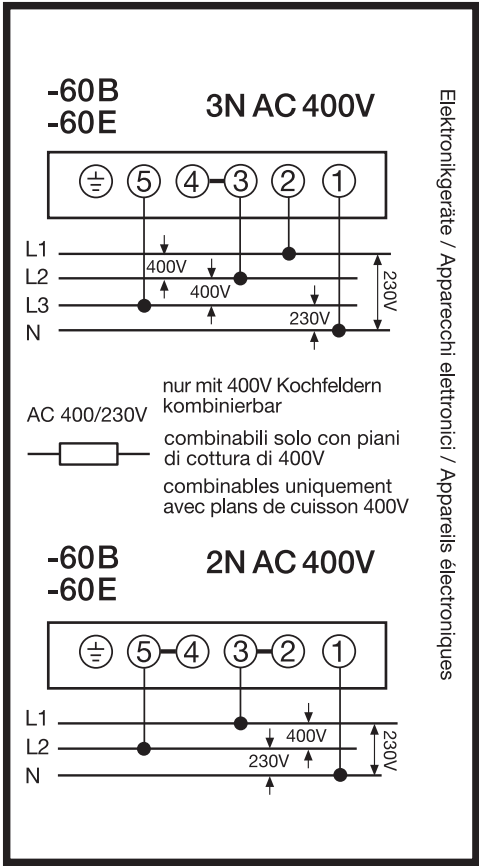 -60B
-60E
3N AC 400V
5 4 3 2 1
L1
L2
L3
N
400V
400V
230V
230V
AC 400/230V
nur mit 400V Kochfeldern
kombinierbar
combinabili solo con piani
di cottura di 400V
combinables uniquement
avec plans de cuisson 400V
-60B
-60E
2N AC 400V
5 4 3 2 1
L1
L2
N
400V
230V
230V
Elektronikgeräte / Apparecchi elettronici / Appareils électroniques